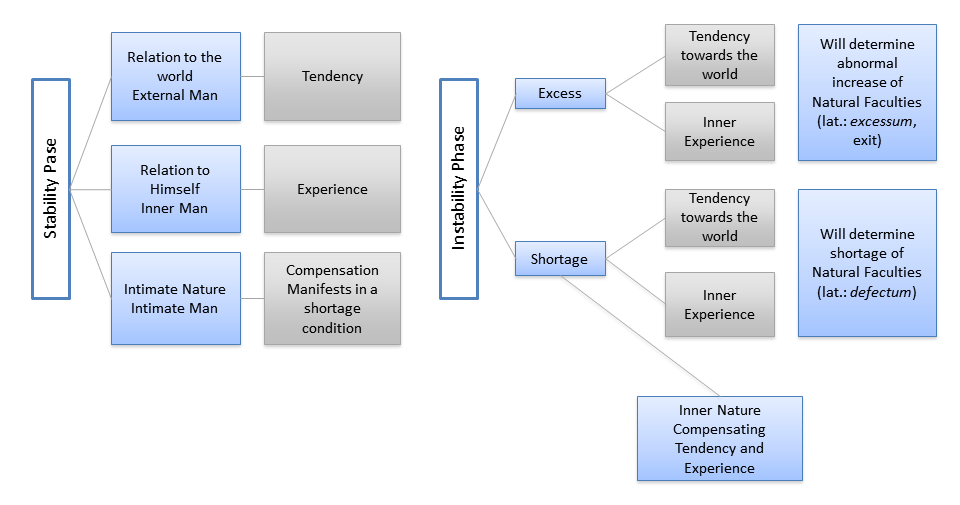 Stability Pase
Relation to the
world
External Man
Tendency
Relation to
Himself
Inner Man
Experience
Intimate Nature
Intimate Man
Compensation
Manifests in a
shortage
condition
Instability Phase
Excess
Tendency
towards the
world
Inner
Experience
Will determine
abnormal
increase of
Natural Faculties
(lat.: excessum,
exit)
Shortage
Tendency
towards the
world
Inner
Experience
Will determine
shortage of
Natural Faculties
(lat.: defectum)
Inner Nature
Compensating
Tendency and
Experience